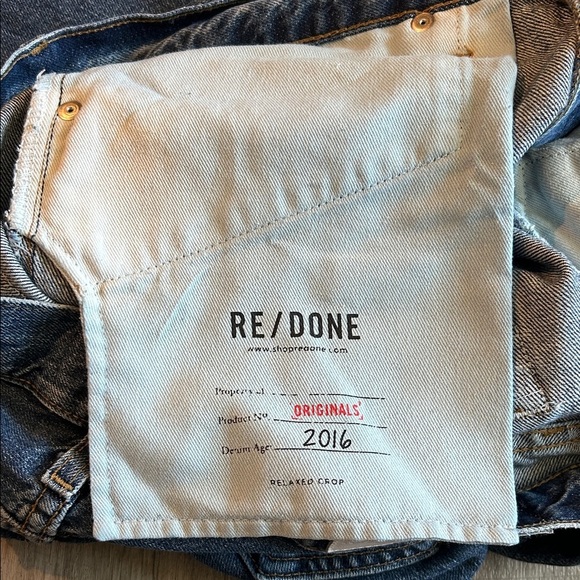 RE/DONE
www.shopredone.com
Property of
Product Nº. ORIGINALS
Denim Age: 2016
RELAXED CROP